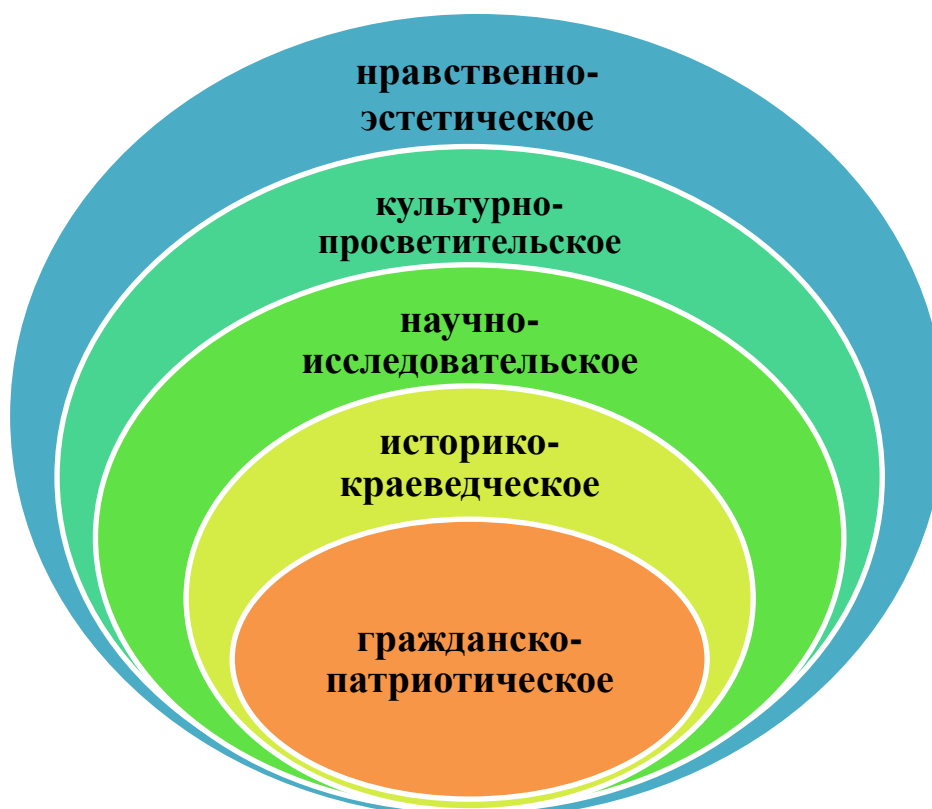 нравственно-
эстетическое
культурно-
просветительское
научно-
исследовательское
историко-
краеведческое
гражданско-
патриотическое